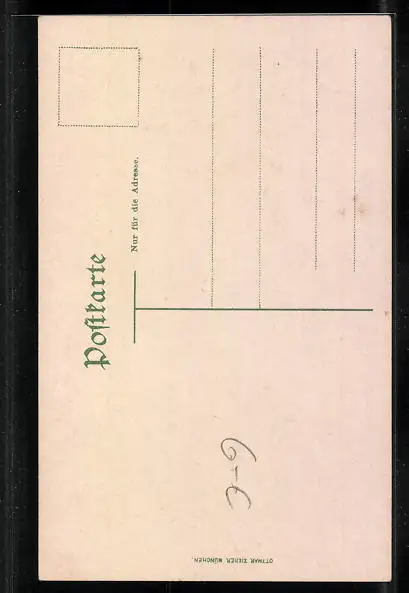 Postkarte
Nur für die Adresse.
OTTMAR ZIEHER, MÜNCHEN.